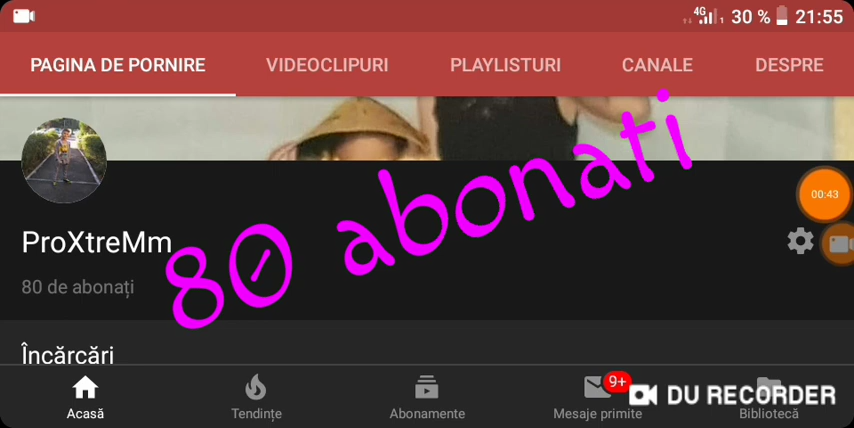 4G 1 30 % 21:55
PAGINA DE PORNIRE VIDEOCLIPURI PLAYLISTURI CANALE DESPRE
80 abonati
00:43
ProXtreMm
80 de abonați
Încărcări
9+
DU RECORDER
Acasă Tendințe Abonamente Mesaje primite Bibliotecă